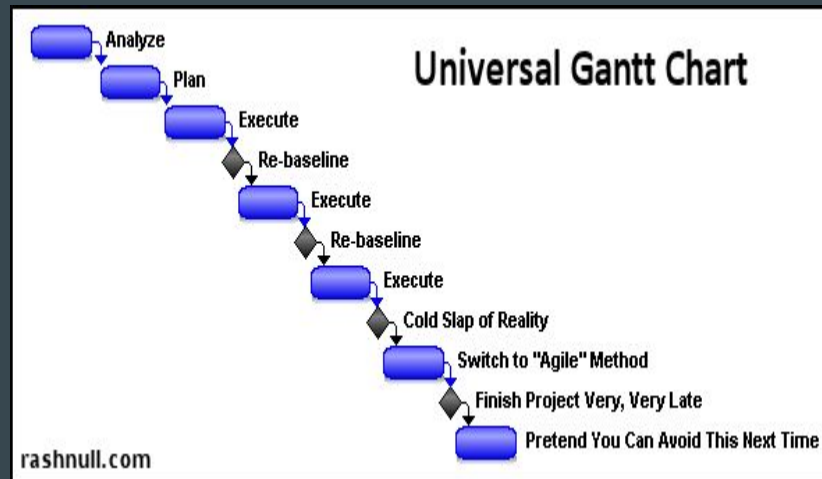 Analyze
Universal Gantt Chart
Plan
Execute
Re-baseline
Execute
Re-baseline
Execute
Cold Slap of Reality
Switch to "Agile" Method
Finish Project Very, Very Late
Pretend You Can Avoid This Next Time
rashnull.com